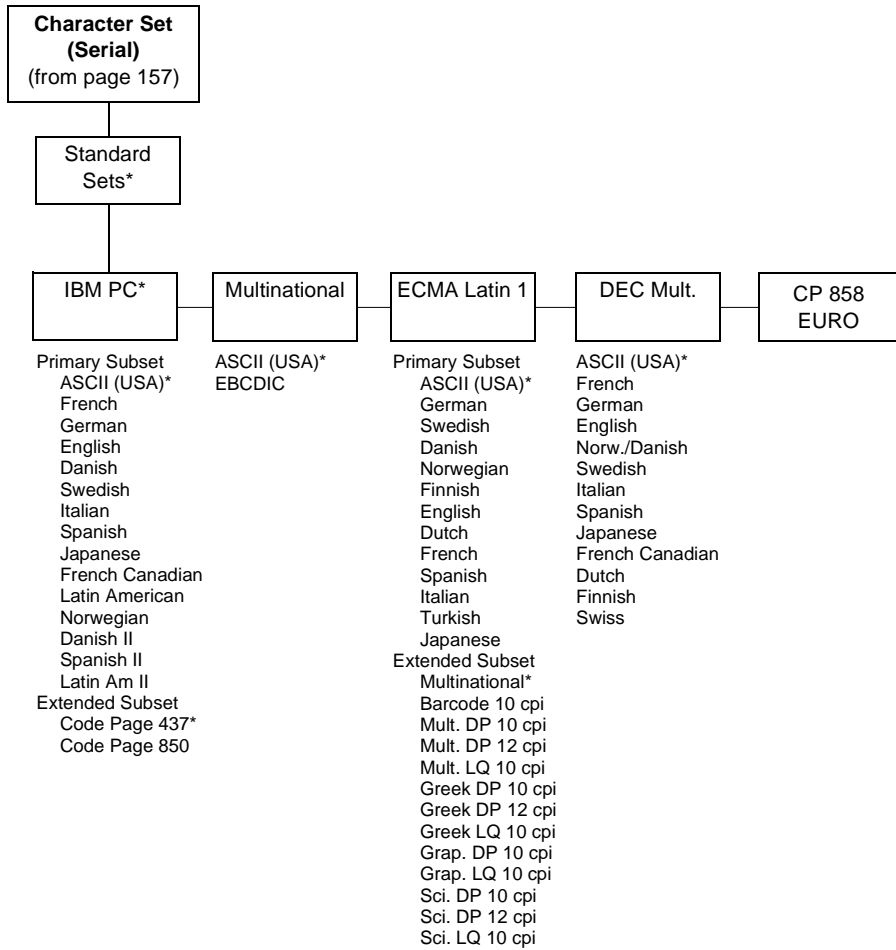 Character Set
(Serial)
(from page 157)
Standard
Sets*
IBM PC*
Primary Subset
ASCII (USA)*
French
German
English
Danish
Swedish
Italian
Spanish
Japanese
French Canadian
Latin American
Norwegian
Danish II
Spanish II
Latin Am II
Extended Subset
Code Page 437*
Code Page 850
Multinational
ASCII (USA)*
EBCDIC
ECMA Latin 1
Primary Subset
ASCII (USA)*
German
Swedish
Danish
Norwegian
Finnish
English
Dutch
French
Spanish
Italian
Turkish
Japanese
Extended Subset
Multinational*
Barcode 10 cpi
Mult. DP 10 cpi
Mult. DP 12 cpi
Mult. LQ 10 cpi
Greek DP 10 cpi
Greek DP 12 cpi
Greek LQ 10 cpi
Grap. DP 10 cpi
Grap. LQ 10 cpi
Sci. DP 10 cpi
Sci. DP 12 cpi
Sci. LQ 10 cpi
DEC Mult.
ASCII (USA)*
French
German
English
Norw./Danish
Swedish
Italian
Spanish
Japanese
French Canadian
Dutch
Finnish
Swiss
CP 858
EURO